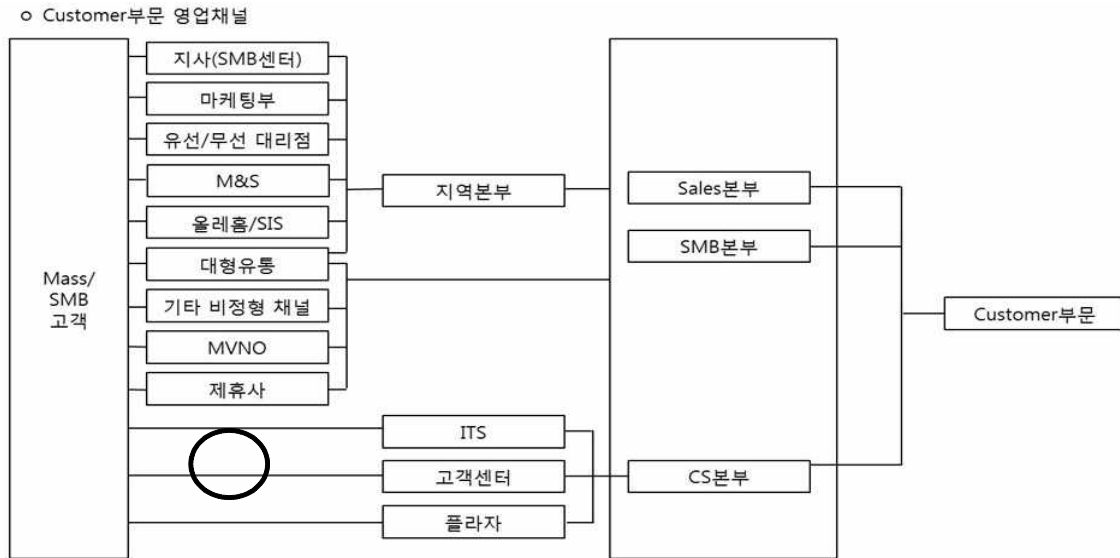 o Customer부문 영업채널
Mass/
SMB
고객
지사(SMB센터)
마케팅부
유선/무선 대리점
M&S
올레홈/SIS
대형유통
기타 비정형 채널
MVNO
제휴사
지역본부
ITS
고객센터
플라자
Sales본부
SMB본부
CS본부
Customer부문